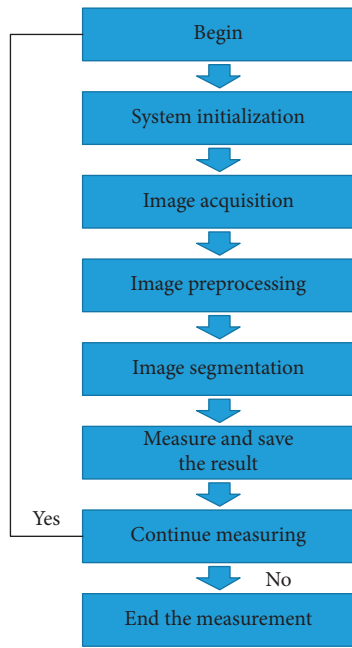 Begin
System initialization
Image acquisition
Image preprocessing
Image segmentation
Measure and save
the result
Yes
Continue measuring
No
End the measurement